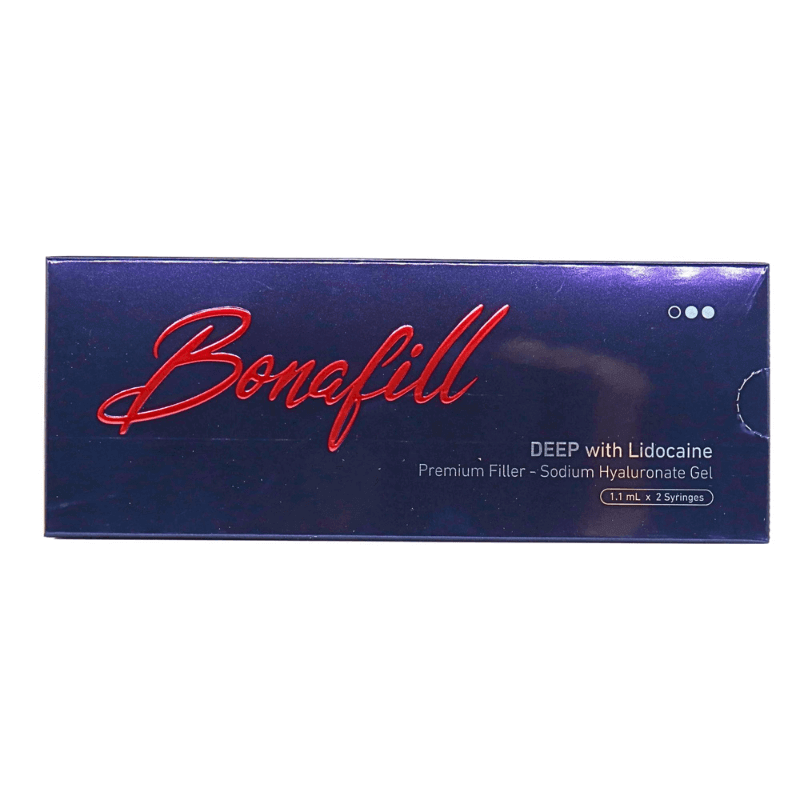 Bonafill
DEEP with Lidocaine
Premium Filler - Sodium Hyaluronate Gel
1.1 mL x 2 Syringes